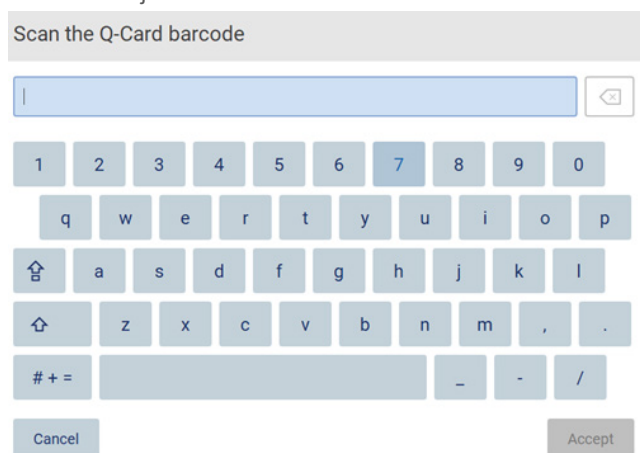 Scan the Q-Card barcode
1 2 3 4 5 6 7 8 9 0
q w e r t y u i o p
a s d f g h j k l
z x c v b n m , .
# + = _ - /
Cancel Accept